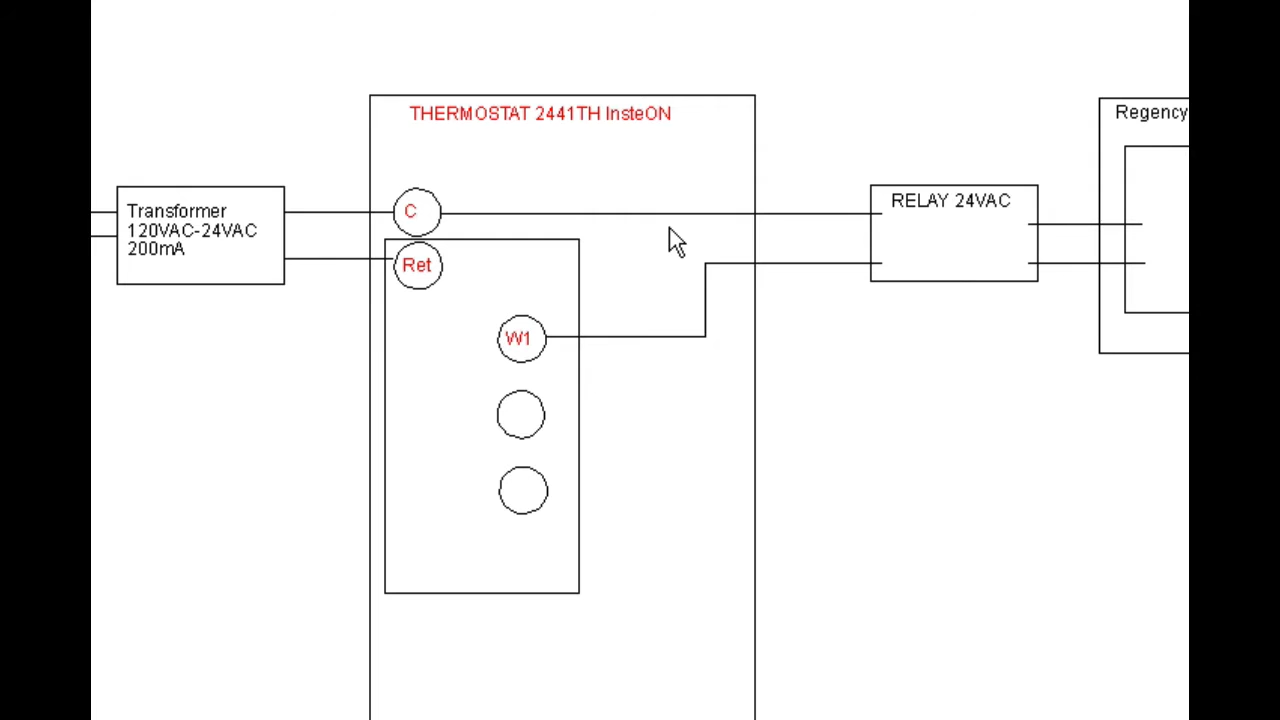 THERMOSTAT 2441TH InsteON
Regency
Transformer
120VAC-24VAC
200mA
C
Ret
W1
RELAY 24VAC